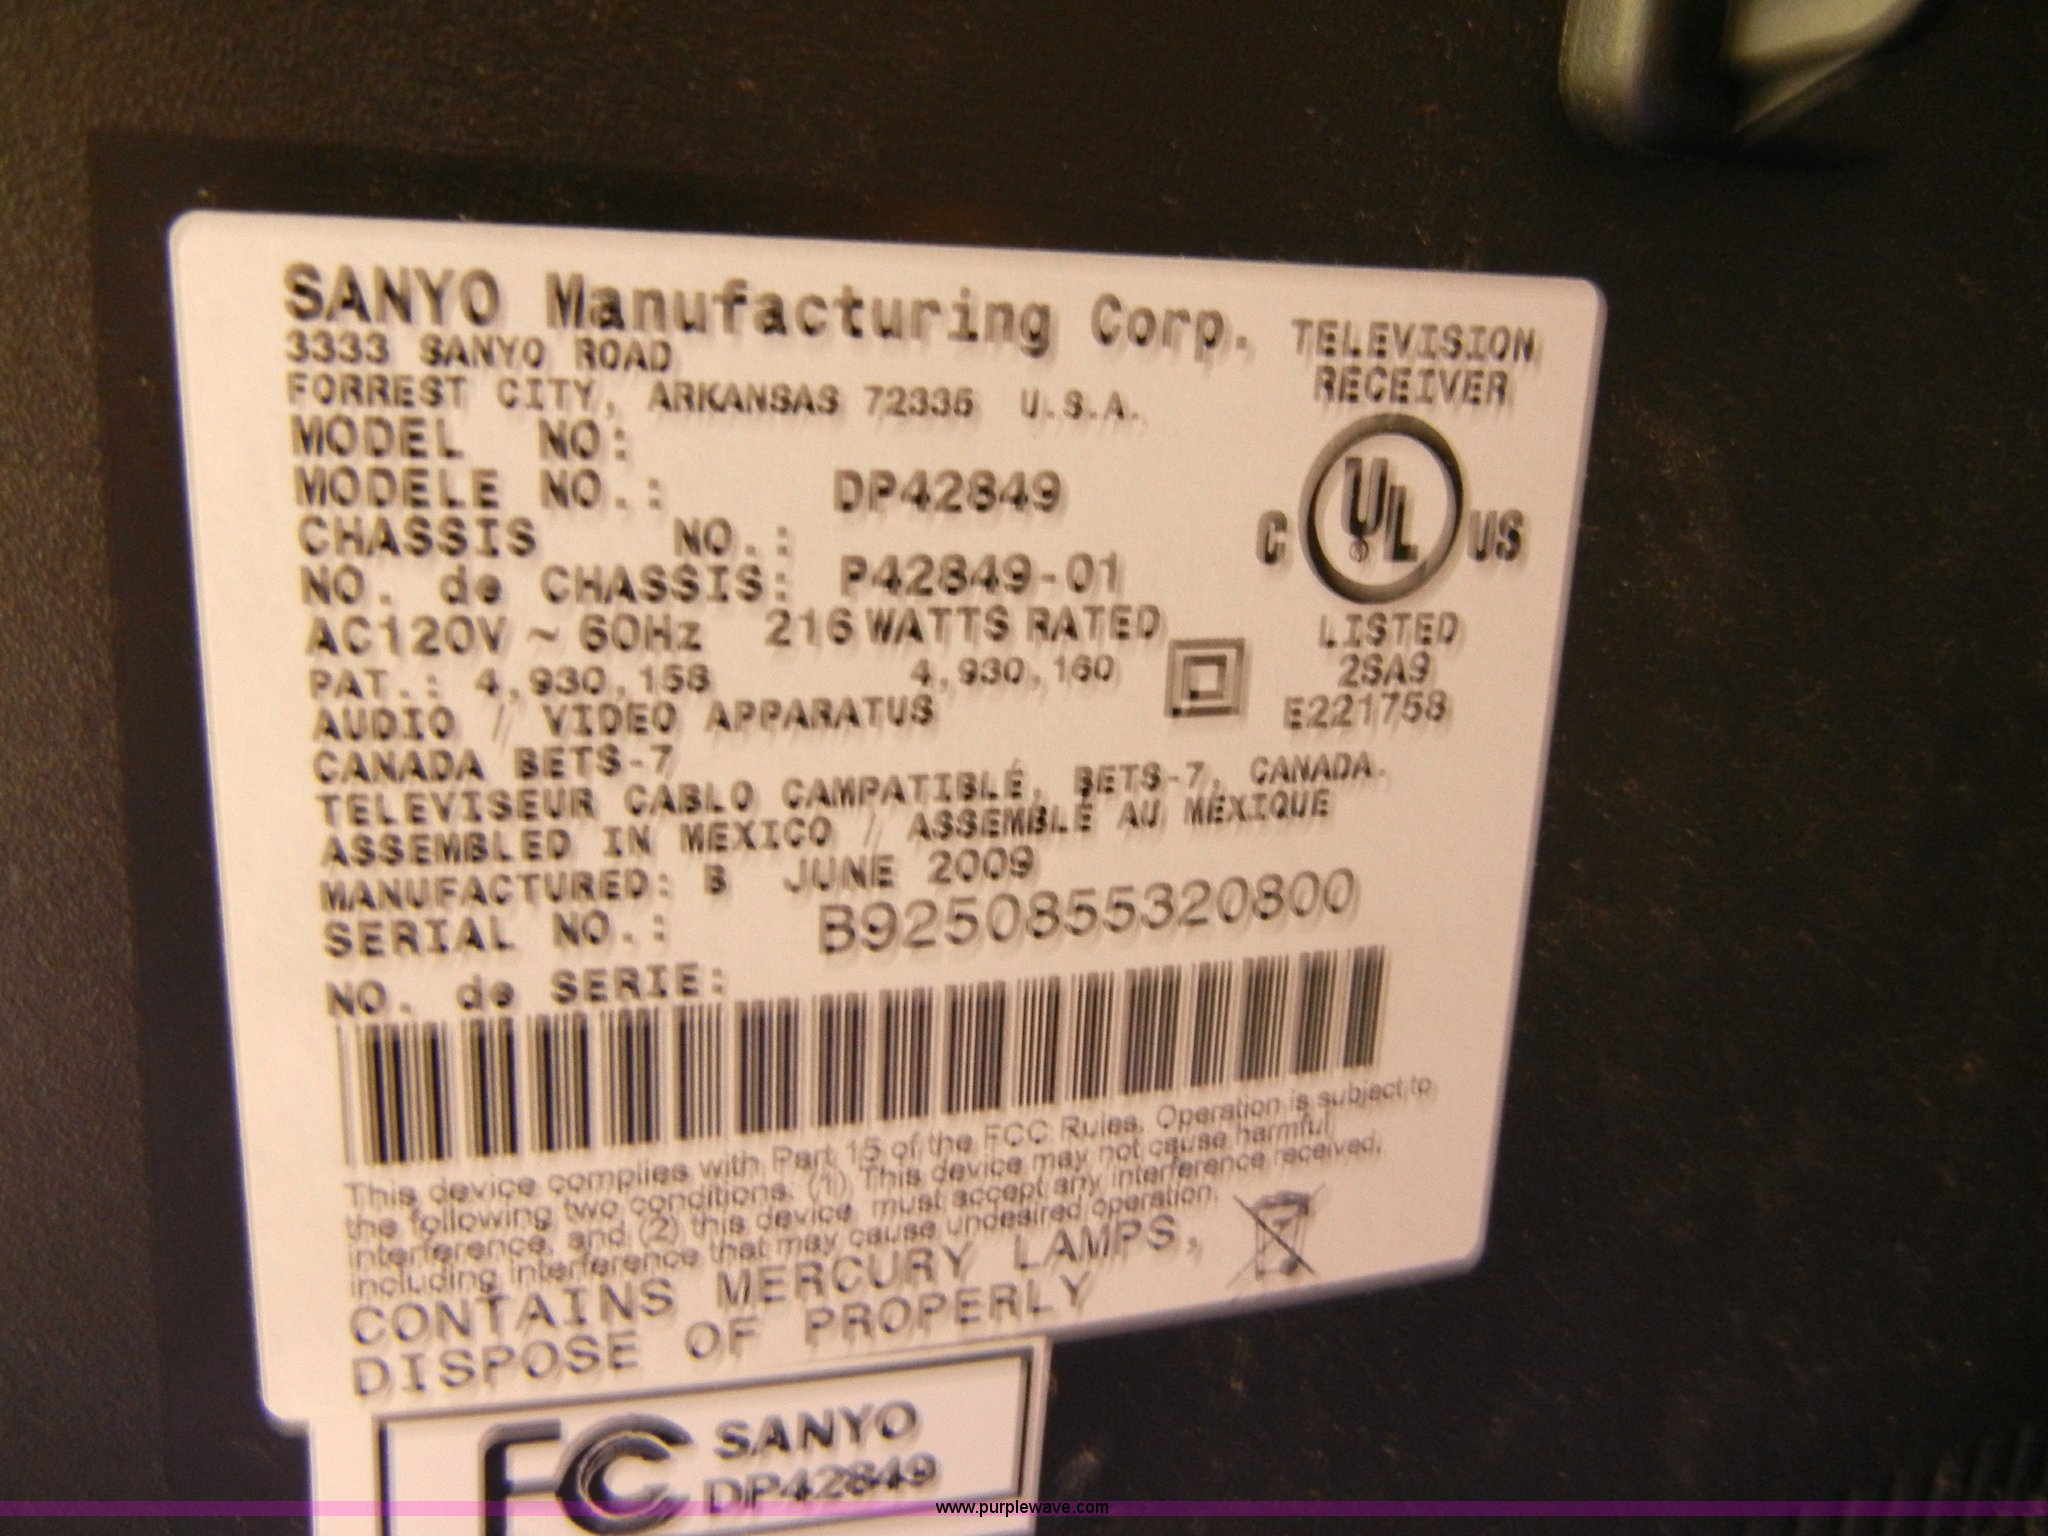 SANYO Manufacturing Corp.
3333 SANYO ROAD
FORREST CITY, ARKANSAS 72335 U.S.A.
TELEVISION
RECEIVER
MODEL NO:
MODELE NO.: DP42849
CHASSIS NO.:
NO. de CHASSIS: P42849-01
AC120V ~ 60Hz 216 WATTS RATED
PAT.: 4,930,158 4,930,160
C UL US
LISTED
2SA9
E221758
AUDIO / VIDEO APPARATUS
CANADA BETS-7
TELEVISEUR CABLO CAMPATIBLÉ, BETS-7, CANADA.
ASSEMBLED IN MEXICO / ASSEMBLÉ AU MEXIQUE
MANUFACTURED: B JUNE 2009
SERIAL NO.: B9250855320800
NO. de SERIE:
This device complies with Part 15 of the FCC Rules. Operation is subject to
the following two conditions: (1) This device may not cause harmful
interference, and (2) this device must accept any interference received,
including interference that may cause undesired operation.
CONTAINS MERCURY LAMPS,
DISPOSE OF PROPERLY
FC SANYO
DP42849
www.purplewave.com